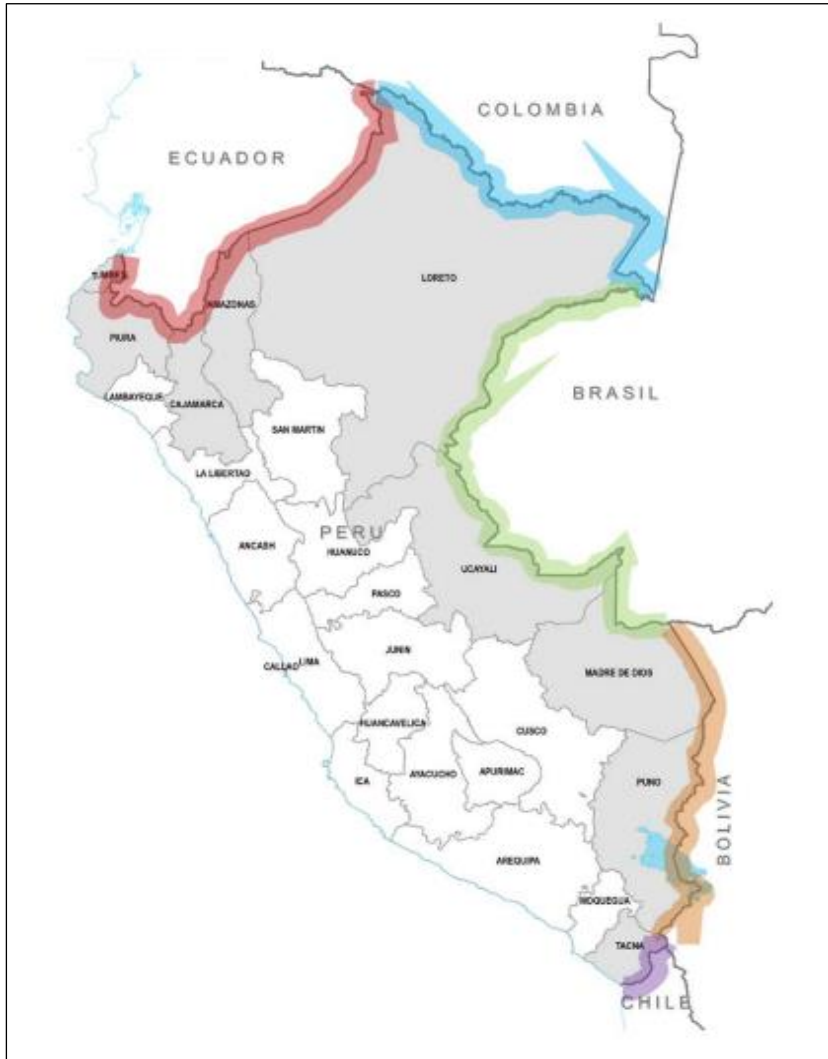 COLOMBIA
ECUADOR
TUMBES
LORETO
AMAZONAS
PIURA
LAMBAYEQUE
CAJAMARCA
BRASIL
SAN MARTIN
LA LIBERTAD
PERU
ANCASH
HUANUCO
UCAYALI
PASCO
JUNIN
CALLAO
LIMA
MADRE DE DIOS
HUANCAVELICA
CUSCO
ICA
AYACUCHO
APURIMAC
PUNO
BOLIVIA
AREQUIPA
MOQUEGUA
TACNA
CHILE